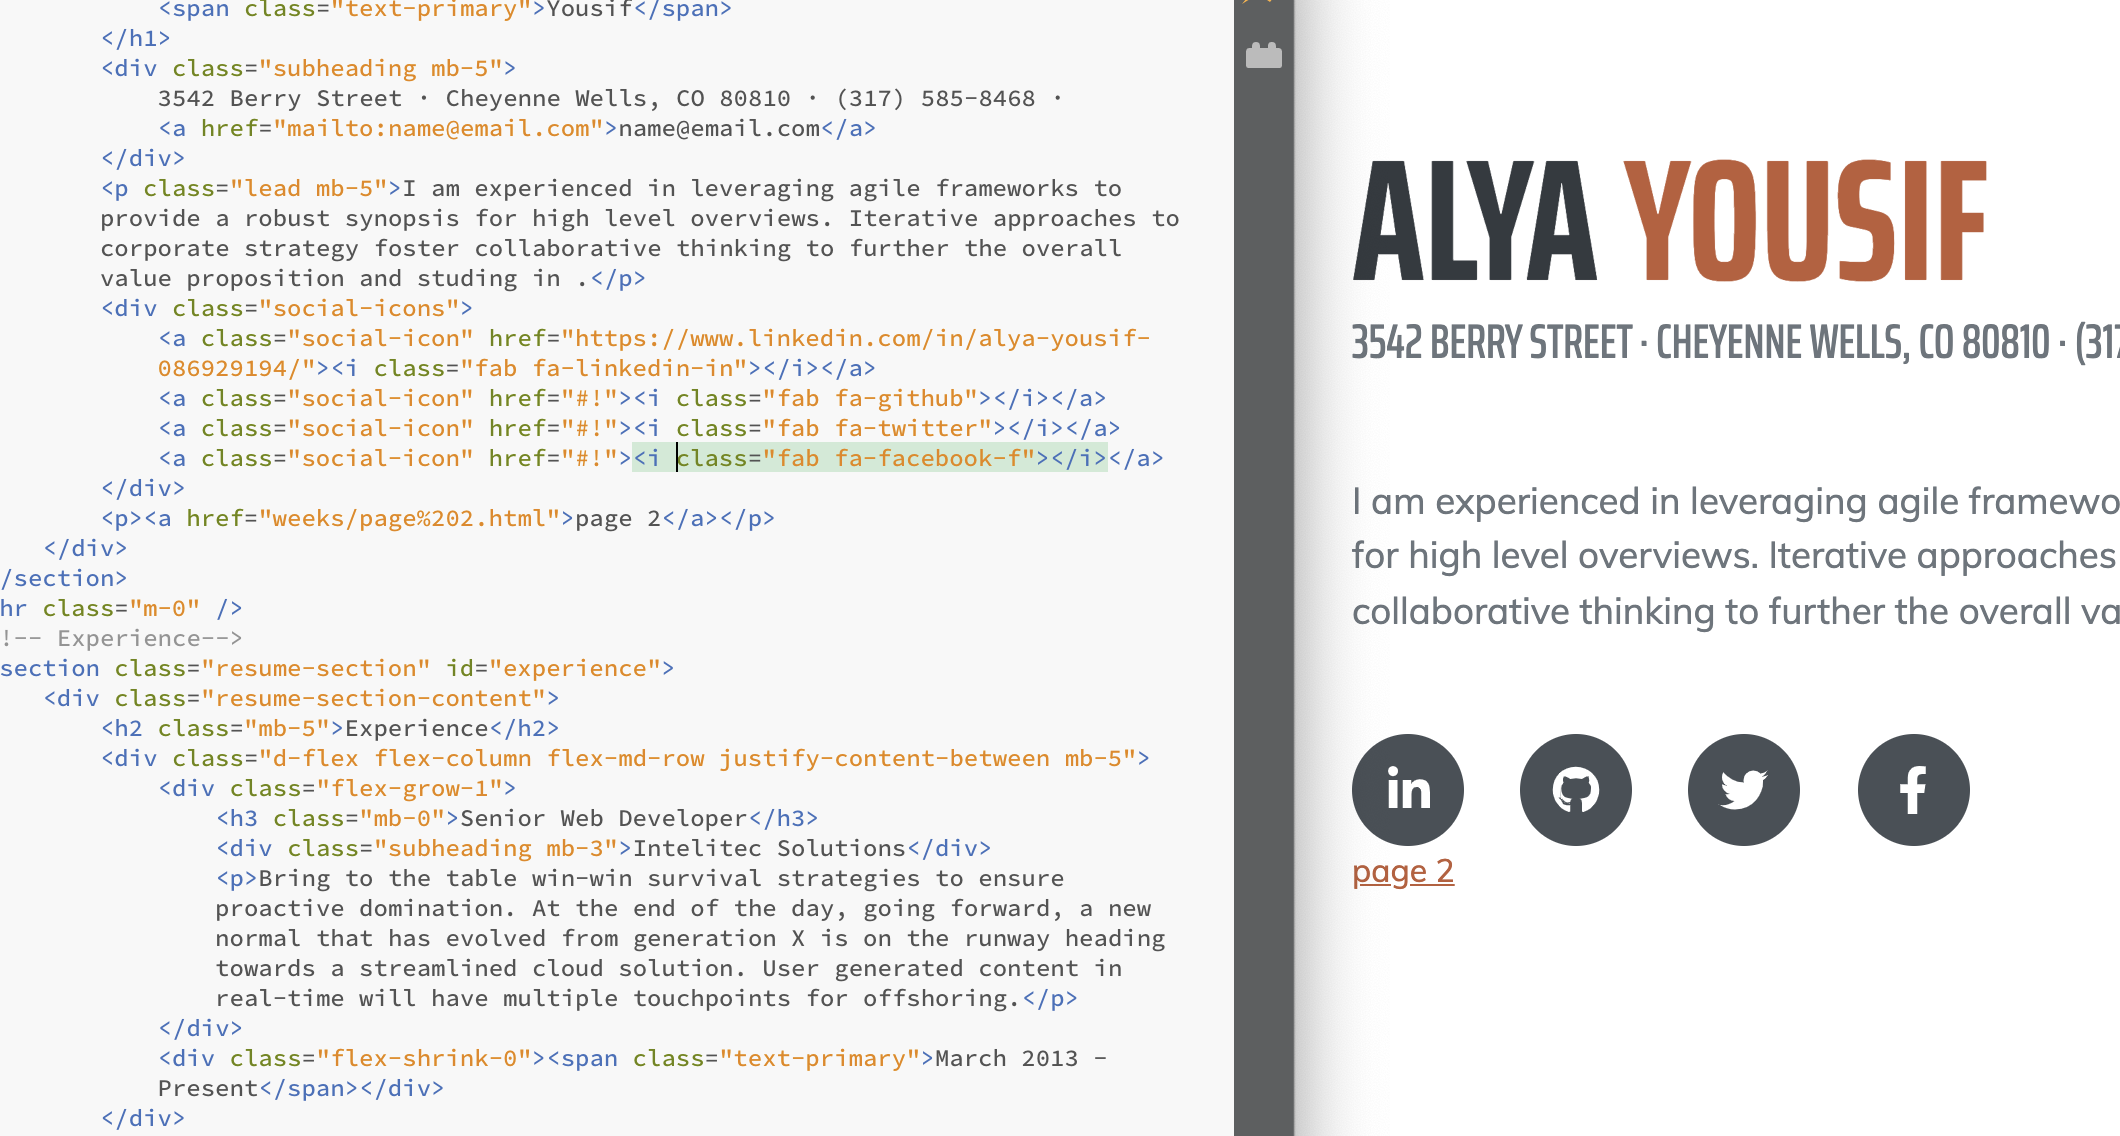 <span class="text-primary">Yousif</span>
</h1>
<div class="subheading mb-5">
3542 Berry Street · Cheyenne Wells, CO 80810 · (317) 585-8468 ·
<a href="mailto:name@email.com">name@email.com</a>
</div>
<p class="lead mb-5">I am experienced in leveraging agile frameworks to
provide a robust synopsis for high level overviews. Iterative approaches to
corporate strategy foster collaborative thinking to further the overall
value proposition and studing in .</p>
<div class="social-icons">
<a class="social-icon" href="https://www.linkedin.com/in/alya-yousif-
086929194/"><i class="fab fa-linkedin-in"></i></a>
<a class="social-icon" href="#!"><i class="fab fa-github"></i></a>
<a class="social-icon" href="#!"><i class="fab fa-twitter"></i></a>
<a class="social-icon" href="#!"><i class="fab fa-facebook-f"></i></a>
</div>
<p><a href="weeks/page%202.html">page 2</a></p>
</div>
/section>
hr class="m-0" />
!-- Experience-->
section class="resume-section" id="experience">
<div class="resume-section-content">
<h2 class="mb-5">Experience</h2>
<div class="d-flex flex-column flex-md-row justify-content-between mb-5">
<div class="flex-grow-1">
<h3 class="mb-0">Senior Web Developer</h3>
<div class="subheading mb-3">Intelitec Solutions</div>
<p>Bring to the table win-win survival strategies to ensure
proactive domination. At the end of the day, going forward, a new
normal that has evolved from generation X is on the runway heading
towards a streamlined cloud solution. User generated content in
real-time will have multiple touchpoints for offshoring.</p>
</div>
<div class="flex-shrink-0"><span class="text-primary">March 2013 -
Present</span></div>
</div>
ALYA YOUSIF
3542 BERRY STREET · CHEYENNE WELLS, CO 80810 · (317
I am experienced in leveraging agile framewo
for high level overviews. Iterative approaches
collaborative thinking to further the overall va
in
f
page 2